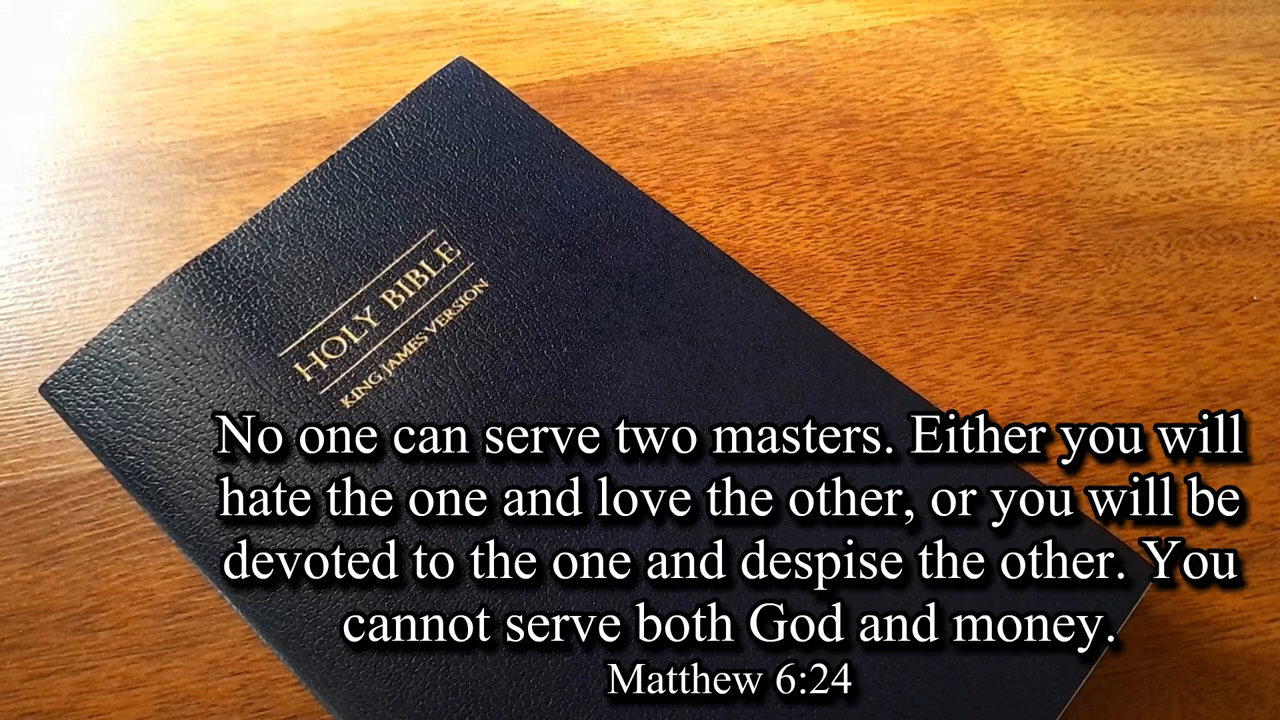 HOLY BIBLE
KING JAMES VERSION
No one can serve two masters. Either you will
hate the one and love the other, or you will be
devoted to the one and despise the other. You
cannot serve both God and money.
Matthew 6:24